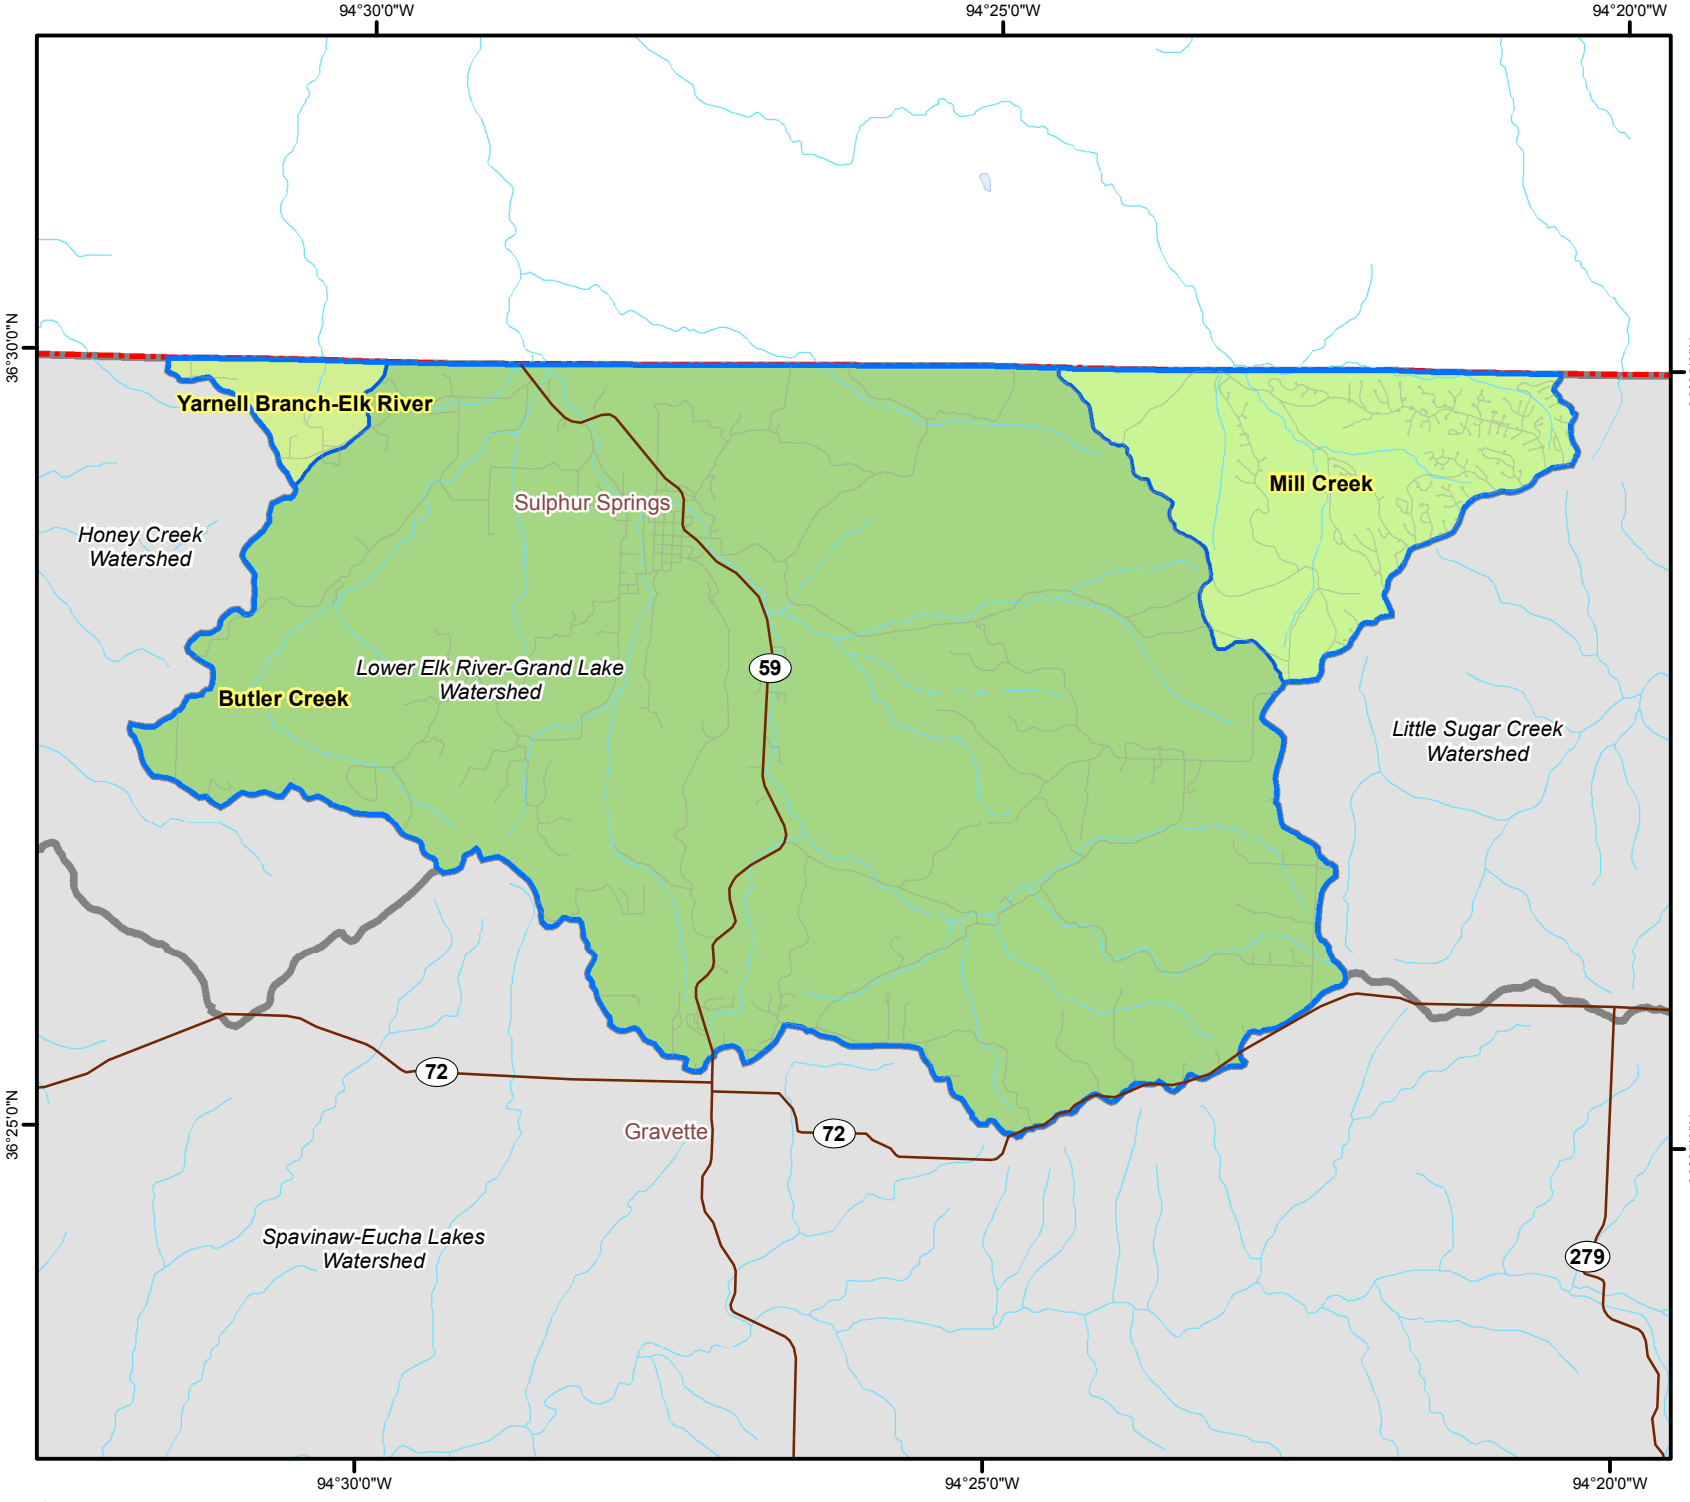 94°30'0"W
94°25'0"W
94°20'0"W
36°30'0"N
Yarnell Branch-Elk River
Mill Creek
Sulphur Springs
Honey Creek
Watershed
Lower Elk River-Grand Lake
Watershed
59
Butler Creek
Little Sugar Creek
Watershed
72
36°25'0"N
Gravette
72
Spavinaw-Eucha Lakes
Watershed
279
94°30'0"W
94°25'0"W
94°20'0"W